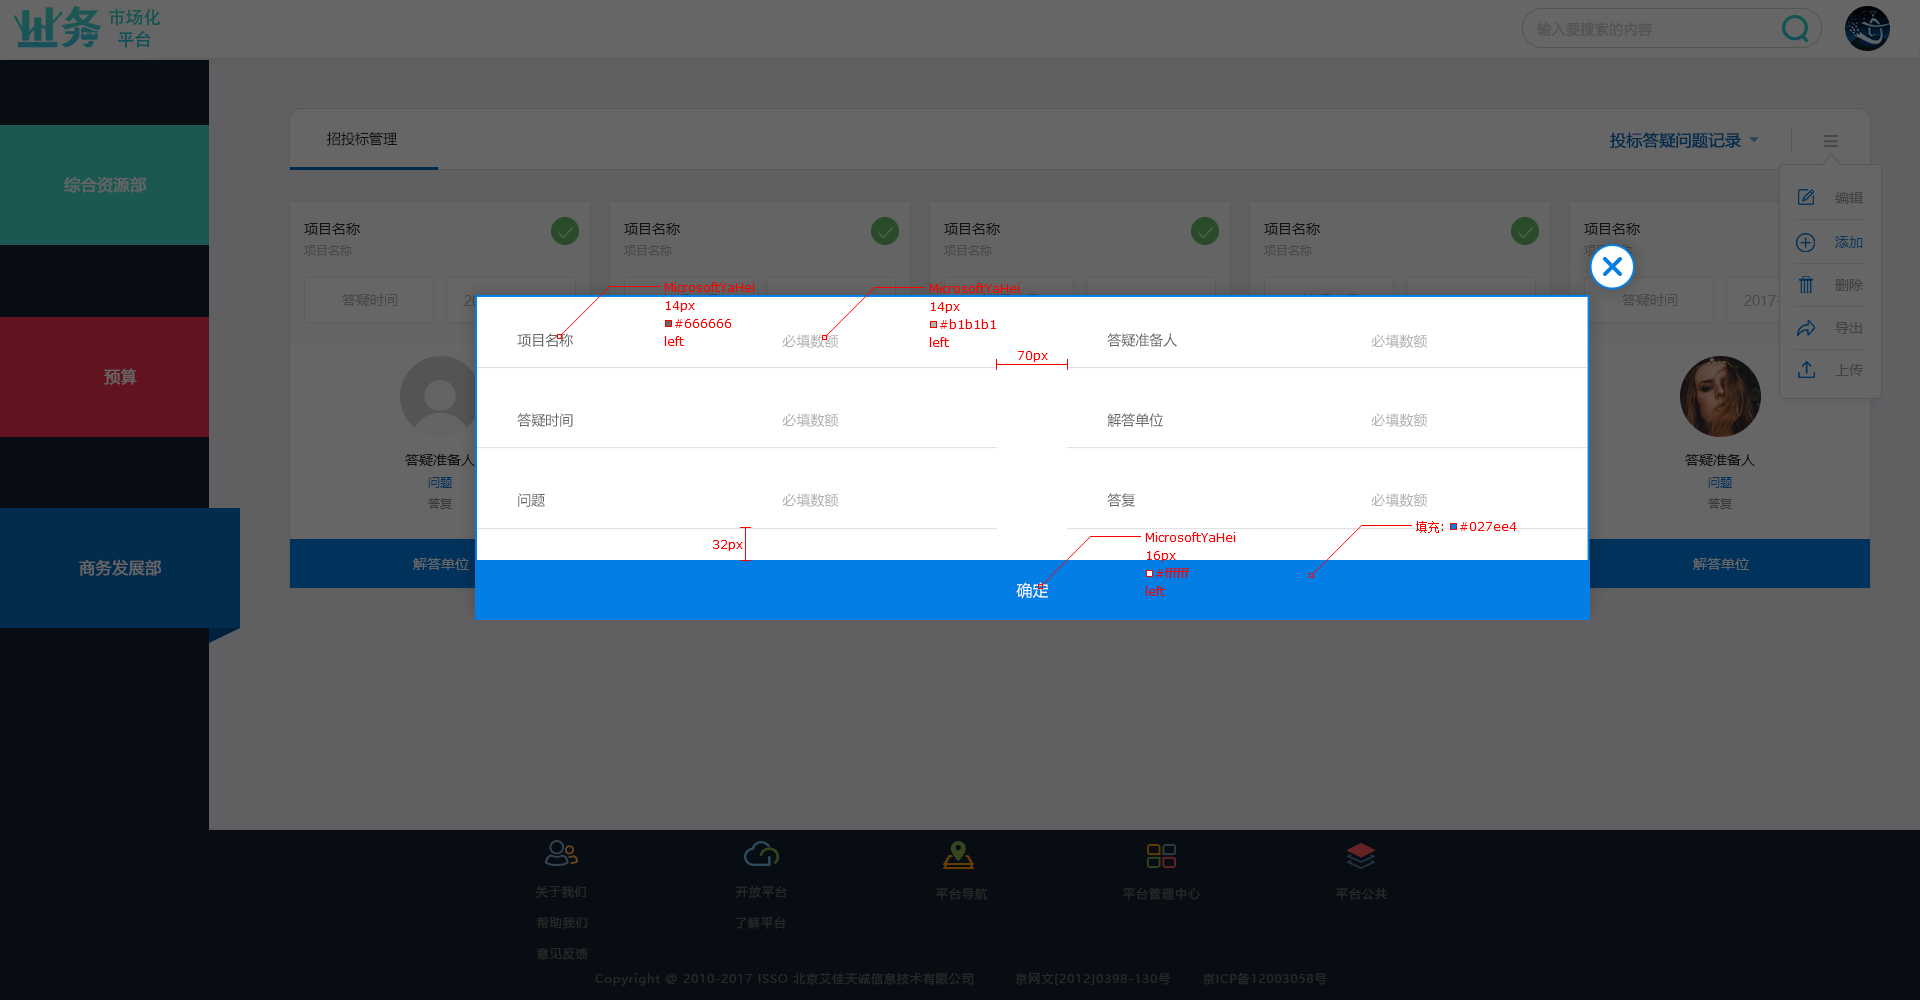 业务 市场化
平台
输入要搜索的内容
综合资源部
预算
商务发展部
招投标管理
投标答疑问题记录
编辑
添加
删除
导出
上传
项目名称
项目名称
答疑时间
项目名称
项目名称
项目名称
项目名称
项目名称
项目名称
项目名称
答疑时间
2017-
答疑准备人
问题
答复
解答单位
答疑准备人
问题
答复
解答单位
MicrosoftYaHei
14px
#666666
left
MicrosoftYaHei
14px
#b1b1b1
left
项目名称
必填数额
答疑准备人
必填数额
70px
答疑时间
必填数额
解答单位
必填数额
问题
必填数额
答复
必填数额
32px
MicrosoftYaHei
16px
#ffffff
left
填充: #027ee4
确定
关于我们
帮助我们
意见反馈
开放平台
了解平台
平台导航
平台管理中心
平台公共
Copyright @ 2010-2017 ISSO 北京艾佳天诚信息技术有限公司 京网文[2012]0398-130号 京ICP备12003058号